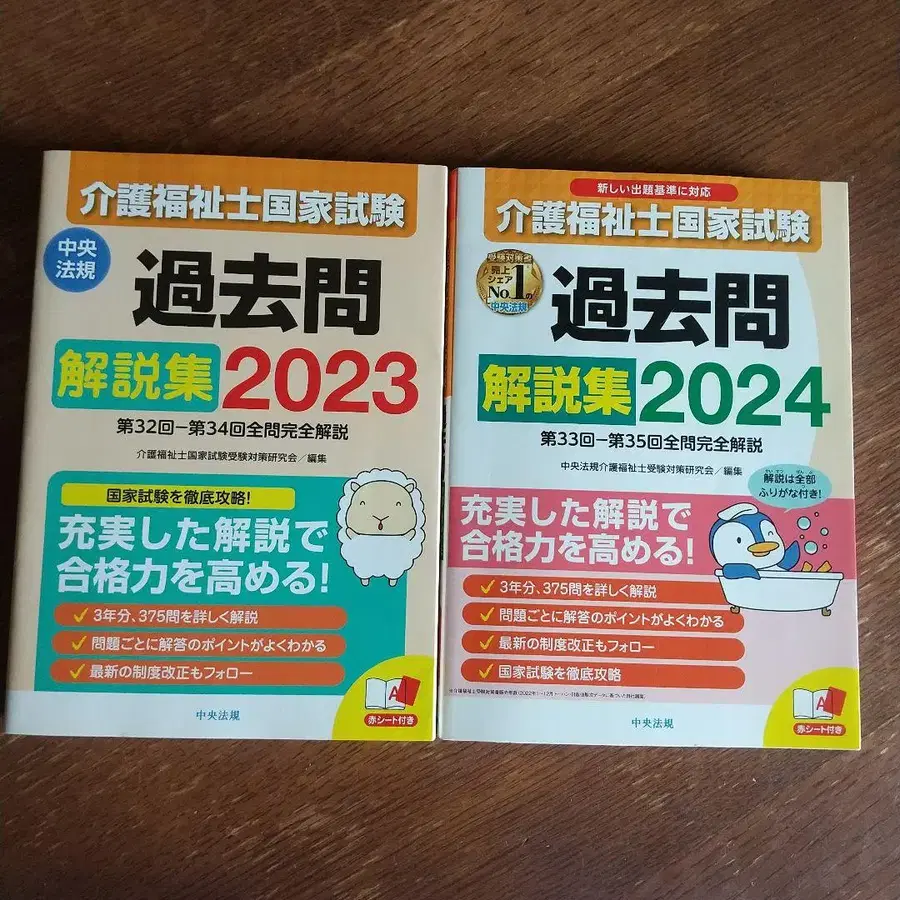 介護福祉士国家試験
中央
法規
過去問
解説集2023
第32回-第34回全問完全解説
介護福祉士国家試験受験対策研究会/編集
国家試験を徹底攻略!
充実した解説で
合格力を高める!
3年分、375問を詳しく解説
問題ごとに解答のポイントがよくわかる
最新の制度改正もフォロー
A
赤シート付き
中央法規
新しい出題基準に対応
介護福祉士国家試験
売上
シェア
No.1の
中央法規
過去問
解説集2024
第33回-第35回全問完全解説
中央法規介護福祉士受験対策研究会/編集
解説は全部
ふりがな付き!
充実した解説で
合格力を高める!
3年分、375問を詳しく解説
問題ごとに解答のポイントがよくわかる
最新の制度改正もフォロー
国家試験を徹底攻略
A
赤シート付き
中央法規